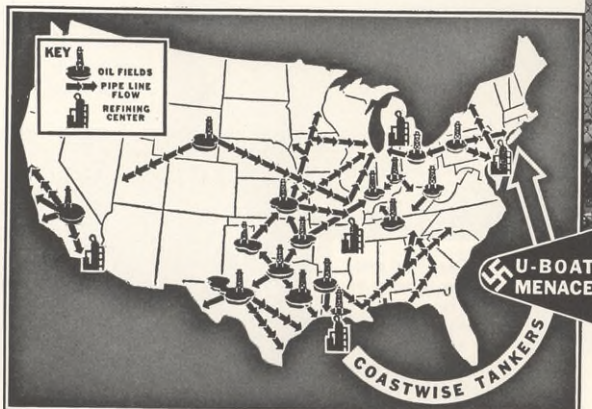 KEY
OIL FIELDS
PIPE LINE
FLOW
REFINING
CENTER
U-BOAT
MENACE
COASTWISE TANKERS